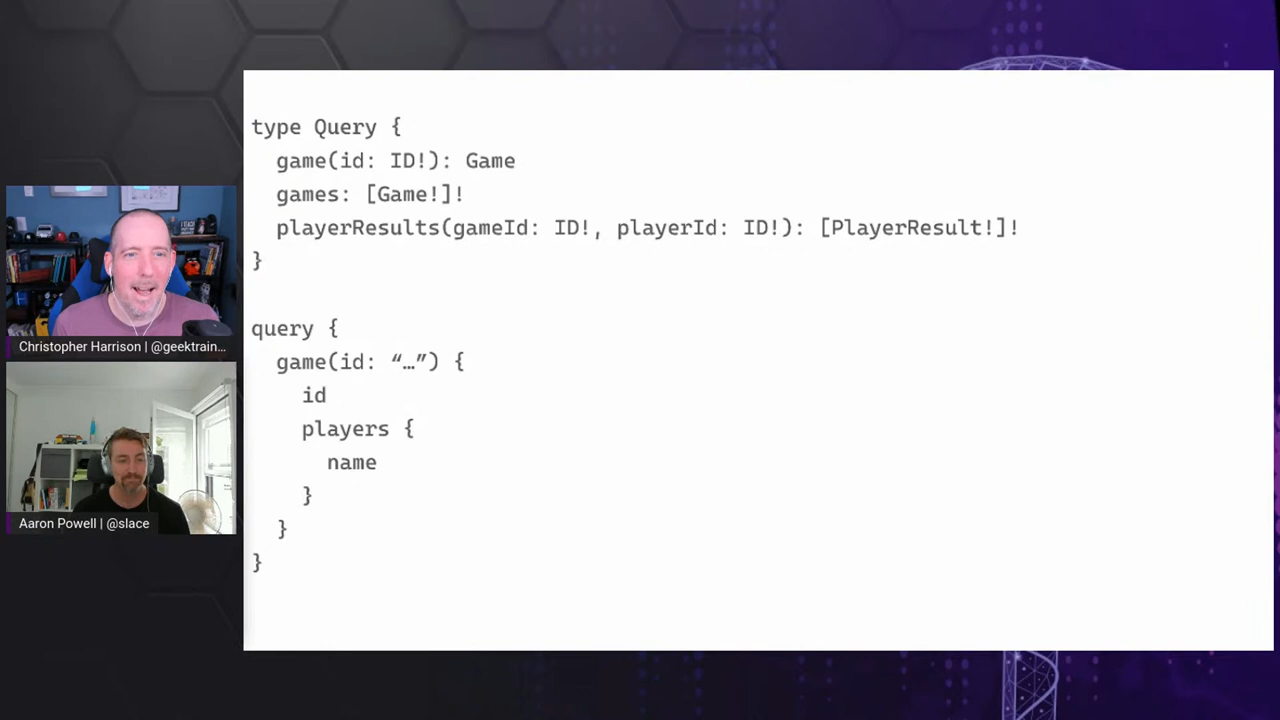 type Query {
game(id: ID!): Game
games: [Game!]!
playerResults(gameId: ID!, playerId: ID!): [PlayerResult!]!
}
query {
game(id: “…”) {
id
players {
name
}
}
}
Christopher Harrison | @geektrain...
Aaron Powell | @slace